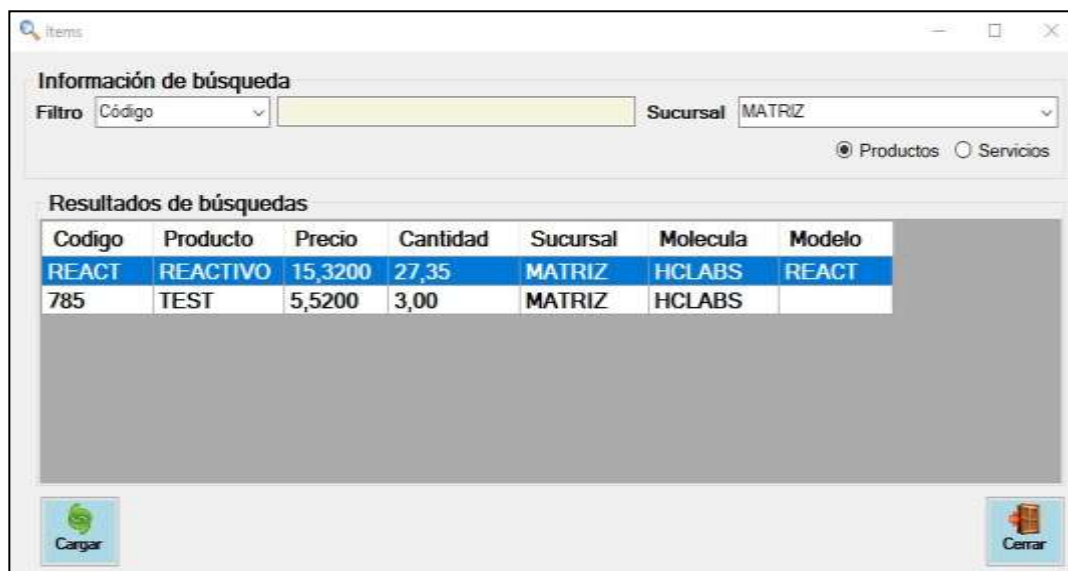 Items
Información de búsqueda
Filtro Código Sucursal MATRIZ
Productos Servicios
Resultados de búsquedas
Codigo Producto Precio Cantidad Sucursal Molecula Modelo
REACT REACTIVO 15,3200 27,35 MATRIZ HCLABS REACT
785 TEST 5,5200 3,00 MATRIZ HCLABS
Cargar Cerrar